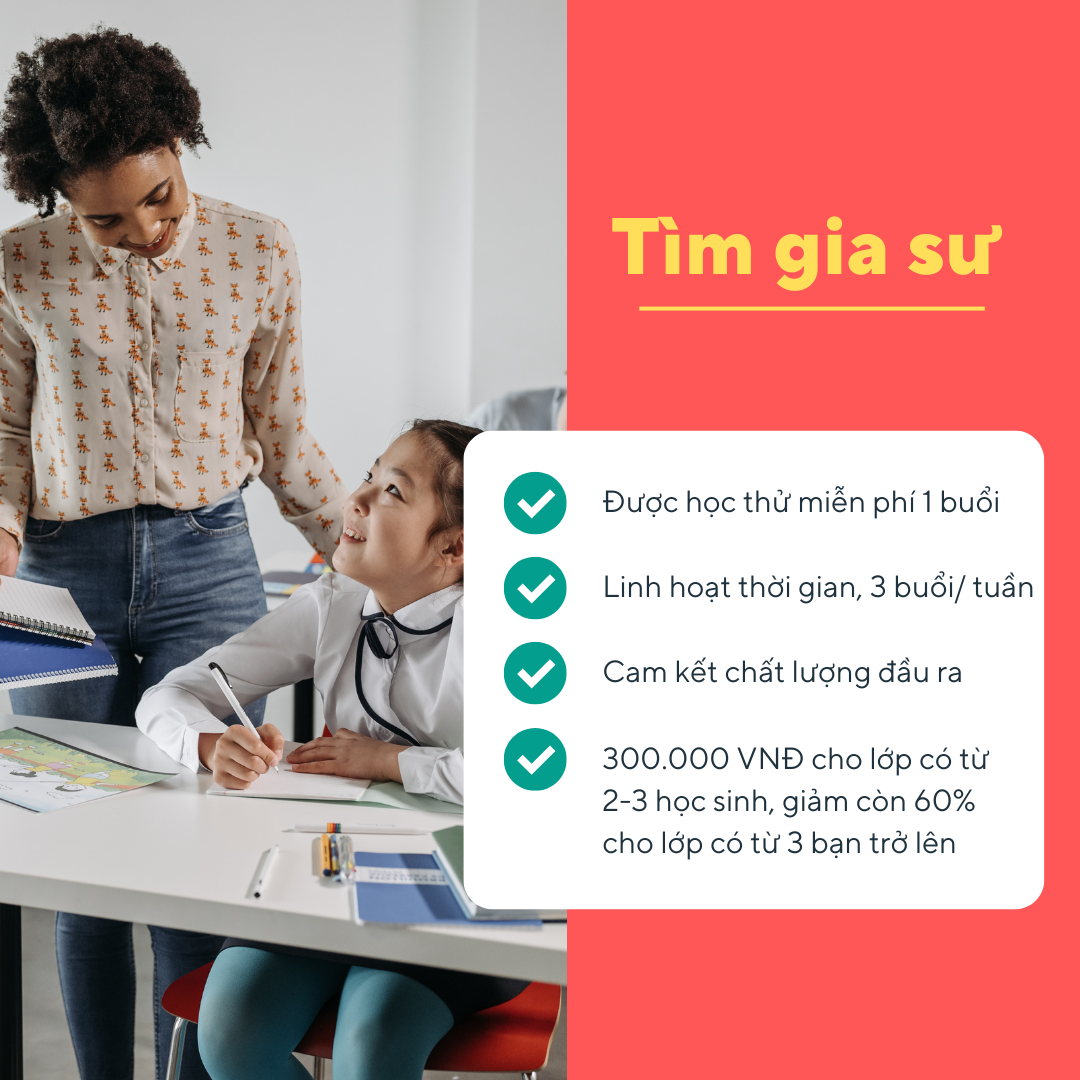 Tìm gia sư
Được học thử miễn phí 1 buổi
Linh hoạt thời gian, 3 buổi/ tuần
Cam kết chất lượng đầu ra
300.000 VNĐ cho lớp có từ
2-3 học sinh, giảm còn 60%
cho lớp có từ 3 bạn trở lên